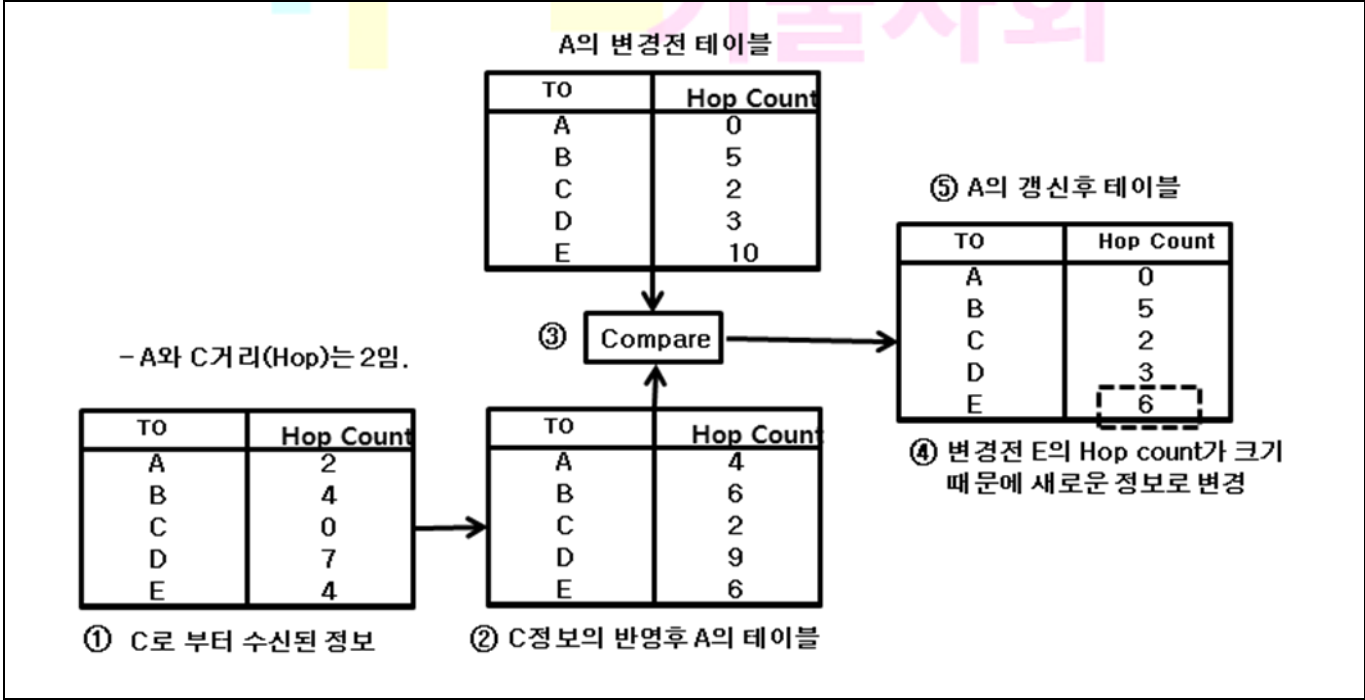 기술사회
A의 변경전 테이블
TO Hop Count
A 0
B 5
C 2
D 3
E 10
⑤ A의 갱신후 테이블
TO Hop Count
A 0
B 5
C 2
D 3
E 6
③ Compare
- A와 C거리(Hop)는 2임.
TO Hop Count
A 2
B 4
C 0
D 7
E 4
① C로 부터 수신된 정보
TO Hop Count
A 4
B 6
C 2
D 9
E 6
② C정보의 반영후 A의 테이블
④ 변경전 E의 Hop count가 크기
때문에 새로운 정보로 변경